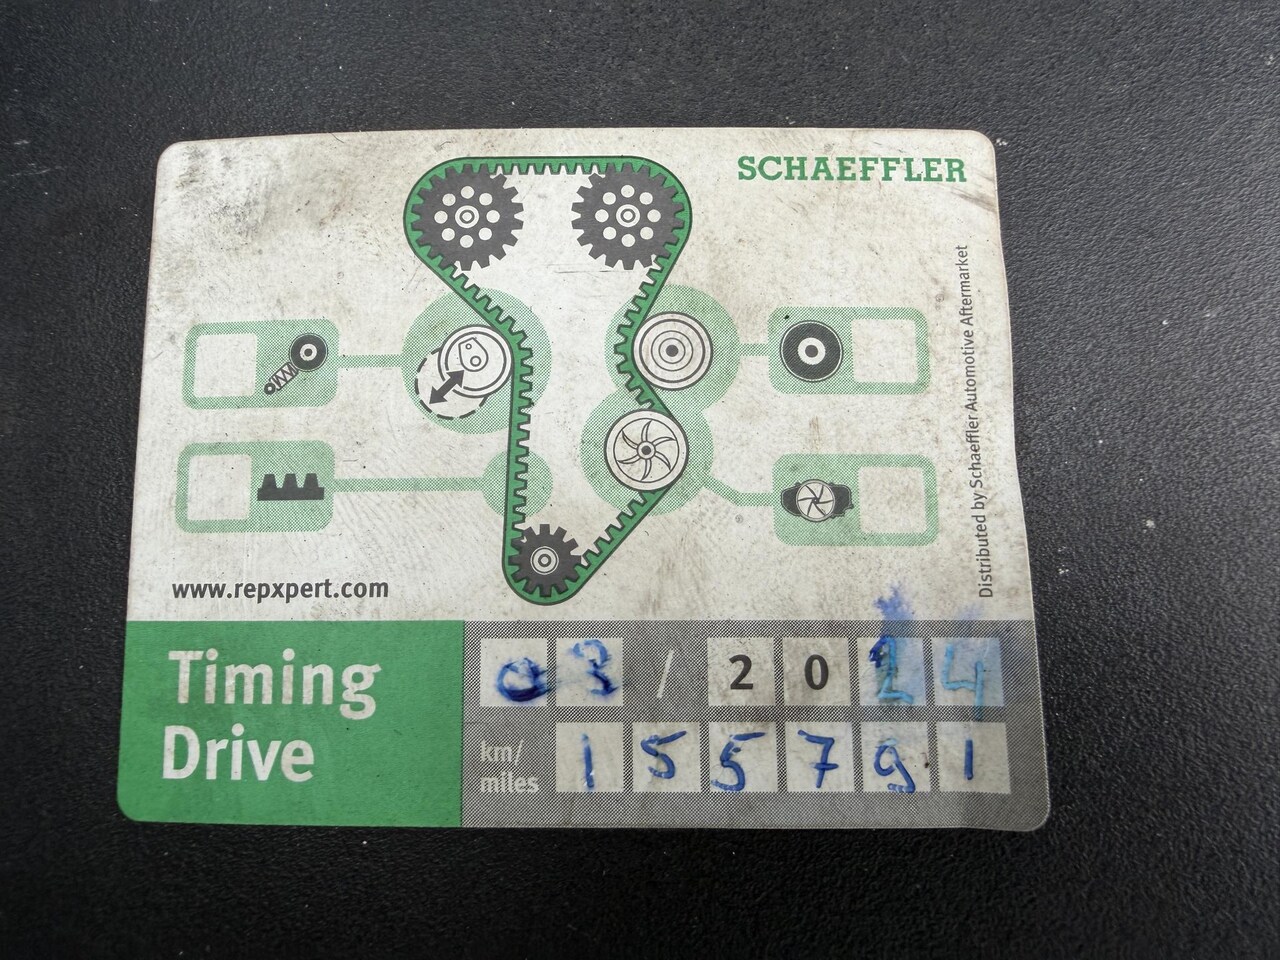 SCHAEFFLER
Distributed by Schaeffler Automotive Aftermarket
www.repxpert.com
Timing
Drive
03 / 2024
km/
miles
155791